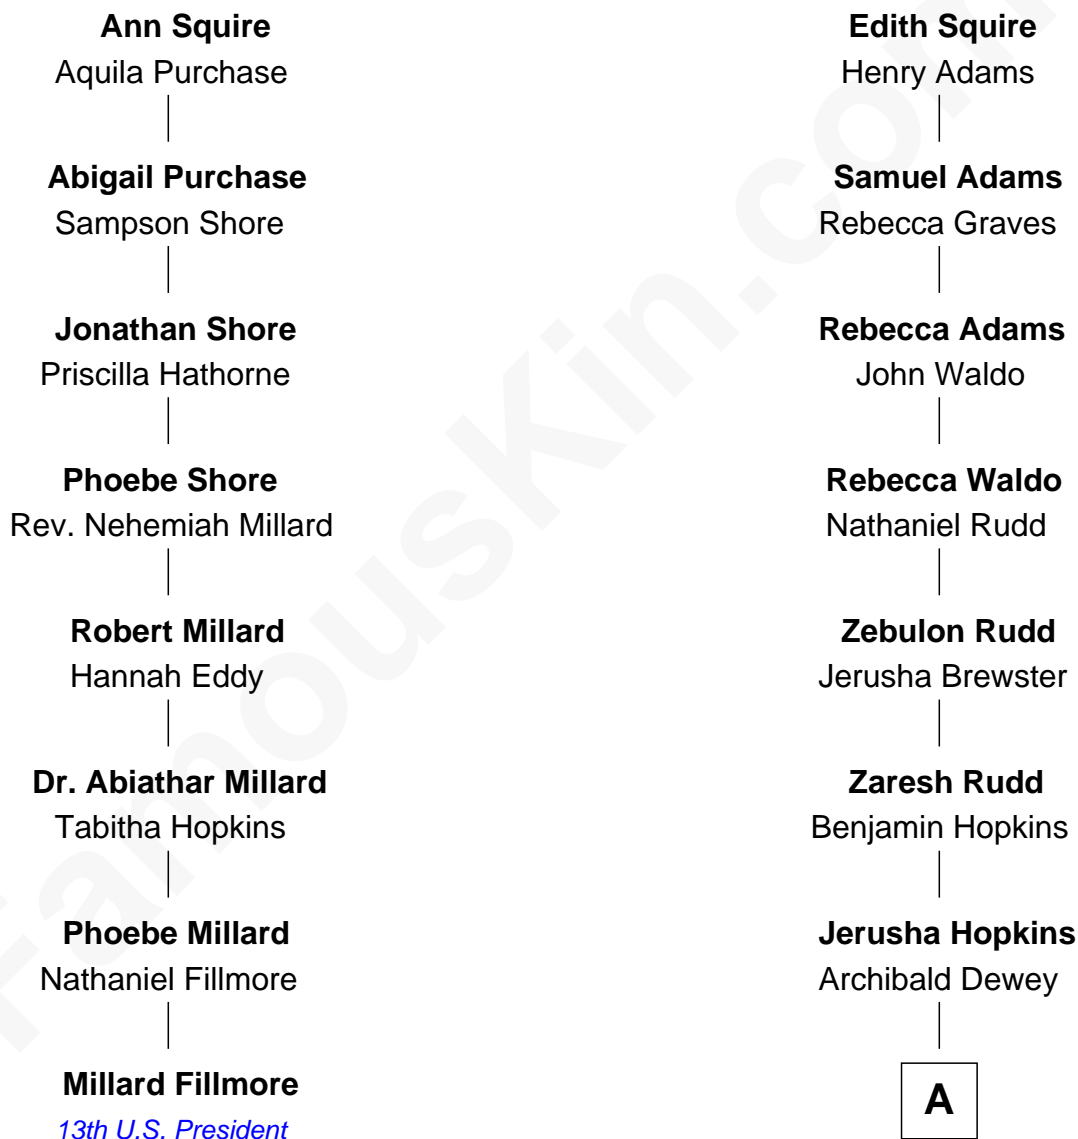 Ann Squire
Aquila Purchase
Abigail Purchase
Sampson Shore
Jonathan Shore
Priscilla Hathorne
Phoebe Shore
Rev. Nehemiah Millard
Robert Millard
Hannah Eddy
Dr. Abiathar Millard
Tabitha Hopkins
Phoebe Millard
Nathaniel Fillmore
Millard Fillmore
13th U.S. President
Edith Squire
Henry Adams
Samuel Adams
Rebecca Graves
Rebecca Adams
John Waldo
Rebecca Waldo
Nathaniel Rudd
Zebulon Rudd
Jerusha Brewster
Zaresh Rudd
Benjamin Hopkins
Jerusha Hopkins
Archibald Dewey
A
FamousKin.com